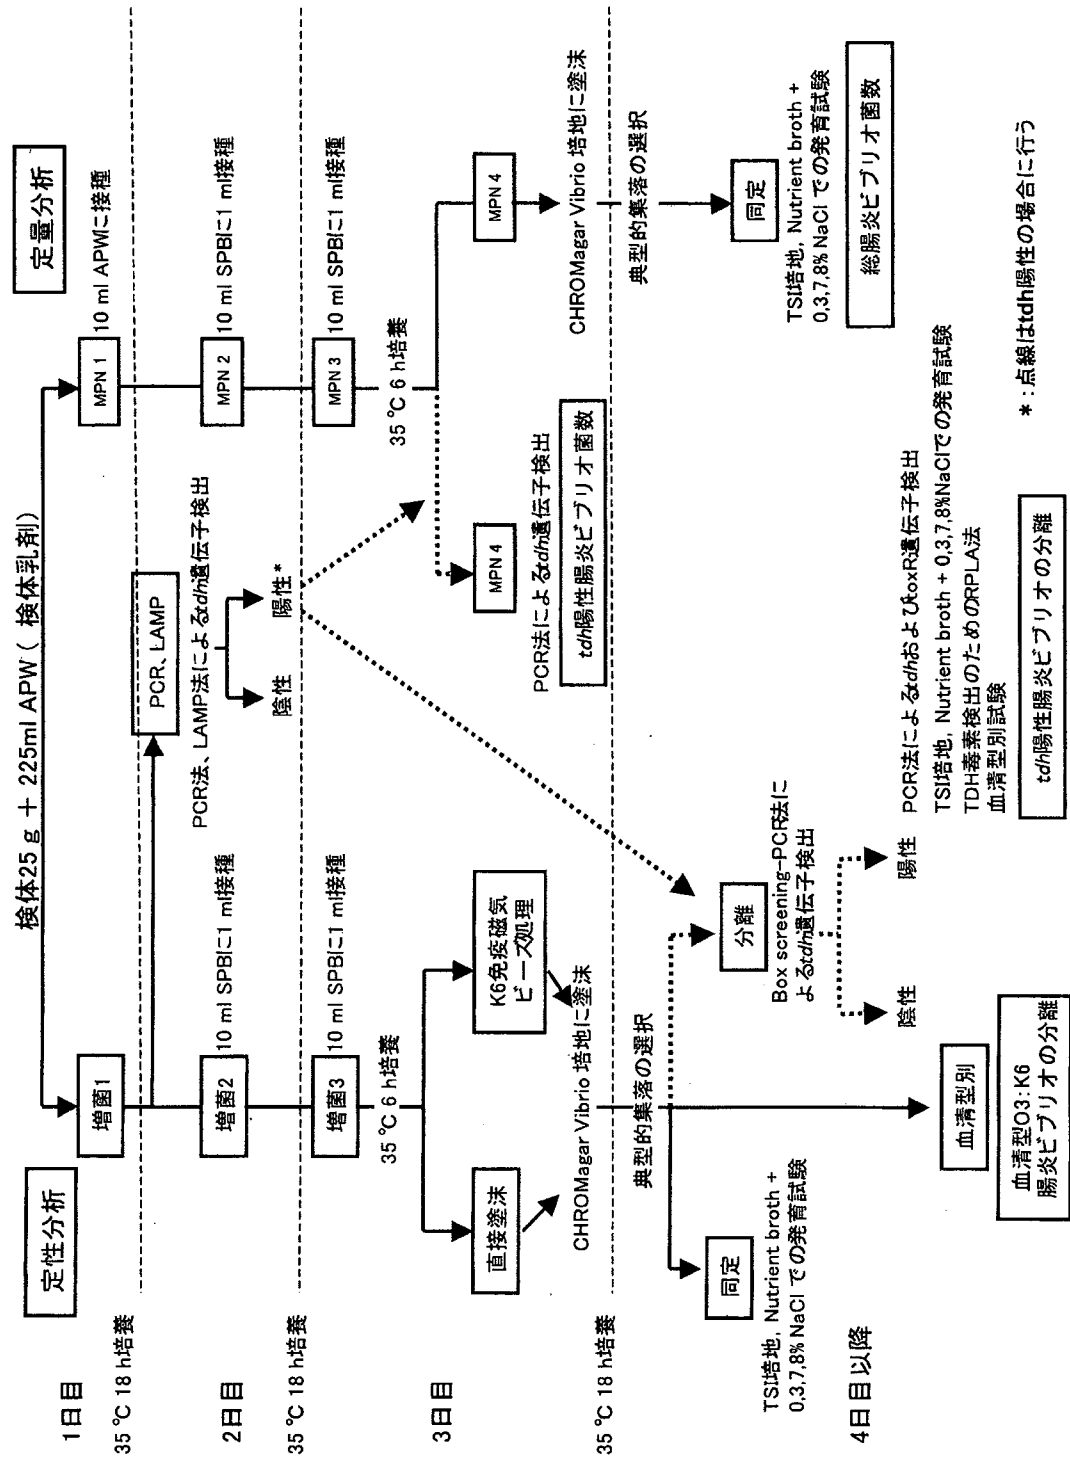 検体25 g + 225ml APW( 検体乳剤)
定性分析
定量分析
1日目
増菌1
MPN 1
10 ml APWに接種
35 ℃ 18 h培養
PCR、LAMP
PCR法、LAMP法によるtdh遺伝子検出
陰性
陽性*
2日目
増菌2
10 ml SPBに1 ml接種
MPN 2
10 ml SPBに1 ml接種
35 ℃ 18 h培養
増菌3
10 ml SPBに1 ml接種
MPN 3
10 ml SPBに1 ml接種
35 ℃ 6 h培養
35 ℃ 6 h培養
3日目
直接塗沫
K6免疫磁気
ビーズ処理
CHROMagar Vibrio 培地に塗沫
MPN 4
PCR法によるtdh遺伝子検出
tdh陽性腸炎ビブリオ菌数
MPN 4
CHROMagar Vibrio 培地に塗沫
35 ℃ 18 h培養
典型的集落の選択
典型的集落の選択
同定
TSI培地, Nutrient broth +
0,3,7,8% NaCl での発育試験
分離
Box screening-PCR法に
よるtdh遺伝子検出
陰性
陽性
同定
TSI培地, Nutrient broth +
0,3,7,8% NaCl での発育試験
総腸炎ビブリオ菌数
4日目以降
血清型別
血清型O3:K6
腸炎ビブリオの分離
PCR法によるtdhおよびtoxR遺伝子検出
TSI培地, Nutrient broth + 0,3,7,8%NaClでの発育試験
TDH毒素検出のためのRPLA法
血清型別試験
tdh陽性腸炎ビブリオの分離
*:点線はtdh陽性の場合に行う